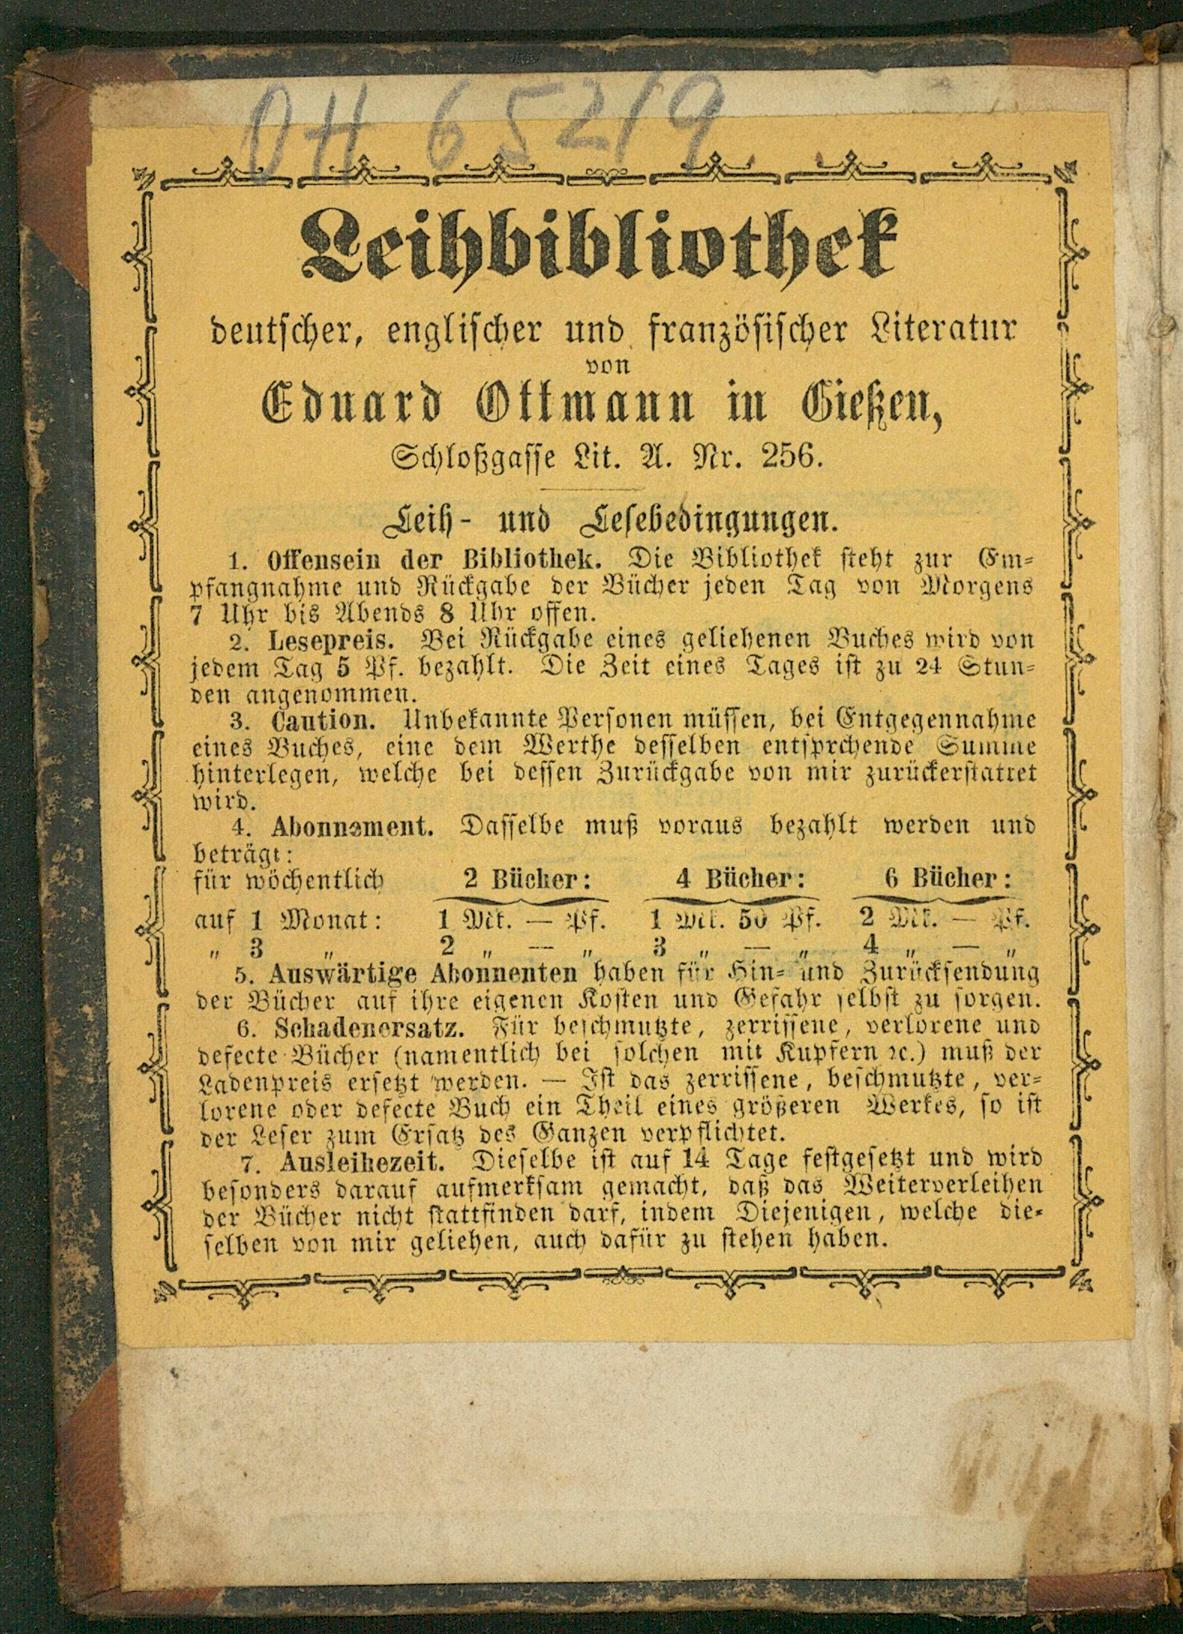 OH 65219
Leihbibliothek
deutscher, englischer und französischer Literatur
von
Eduard Ottmann in Gießen,
Schloßgasse Lit. A. Nr. 256.
Leih- und Lesebedingungen.
1. Offensein der Bibliothek. Die Bibliothek steht zur Em-
pfangnahme und Rückgabe der Bücher jeden Tag von Morgens
7 Uhr bis Abends 8 Uhr offen.
2. Lesepreis. Bei Rückgabe eines geliehenen Buches wird von
jedem Tag 5 Pf. bezahlt. Die Zeit eines Tages ist zu 24 Stun-
den angenommen.
3. Caution. Unbekannte Personen müssen, bei Entgegennahme
eines Buches, eine dem Werthe desselben entsprchende Summe
hinterlegen, welche bei dessen Zurückgabe von mir zurückerstattet
wird.
4. Abonnement. Dasselbe muß voraus bezahlt werden und
beträgt:
für wöchentlich 2 Bücher: 4 Bücher: 6 Bücher:
auf 1 Monat: 1 Mk. — Pf. 1 Mk. 50 Pf. 2 Mk. — Pf.
„ 3 „ 2 „ — „ 3 „ — „ 4 „ — „
5. Auswärtige Abonnenten haben für Hin- und Zurücksendung
der Bücher auf ihre eigenen Kosten und Gefahr selbst zu sorgen.
6. Schadenersatz. Für beschmutzte, zerrissene, verlorene und
defecte Bücher (namentlich bei solchen mit Kupfern ꝛc.) muß der
Ladenpreis ersetzt werden. — Ist das zerrissene, beschmutzte, ver-
lorene oder defecte Buch ein Theil eines größeren Werkes, so ist
der Leser zum Ersatz des Ganzen verpflichtet.
7. Ausleihezeit. Dieselbe ist auf 14 Tage festgesetzt und wird
besonders darauf aufmerksam gemacht, daß das Weiterverleihen
der Bücher nicht stattfinden darf, indem Diejenigen, welche die-
selben von mir geliehen, auch dafür zu stehen haben.